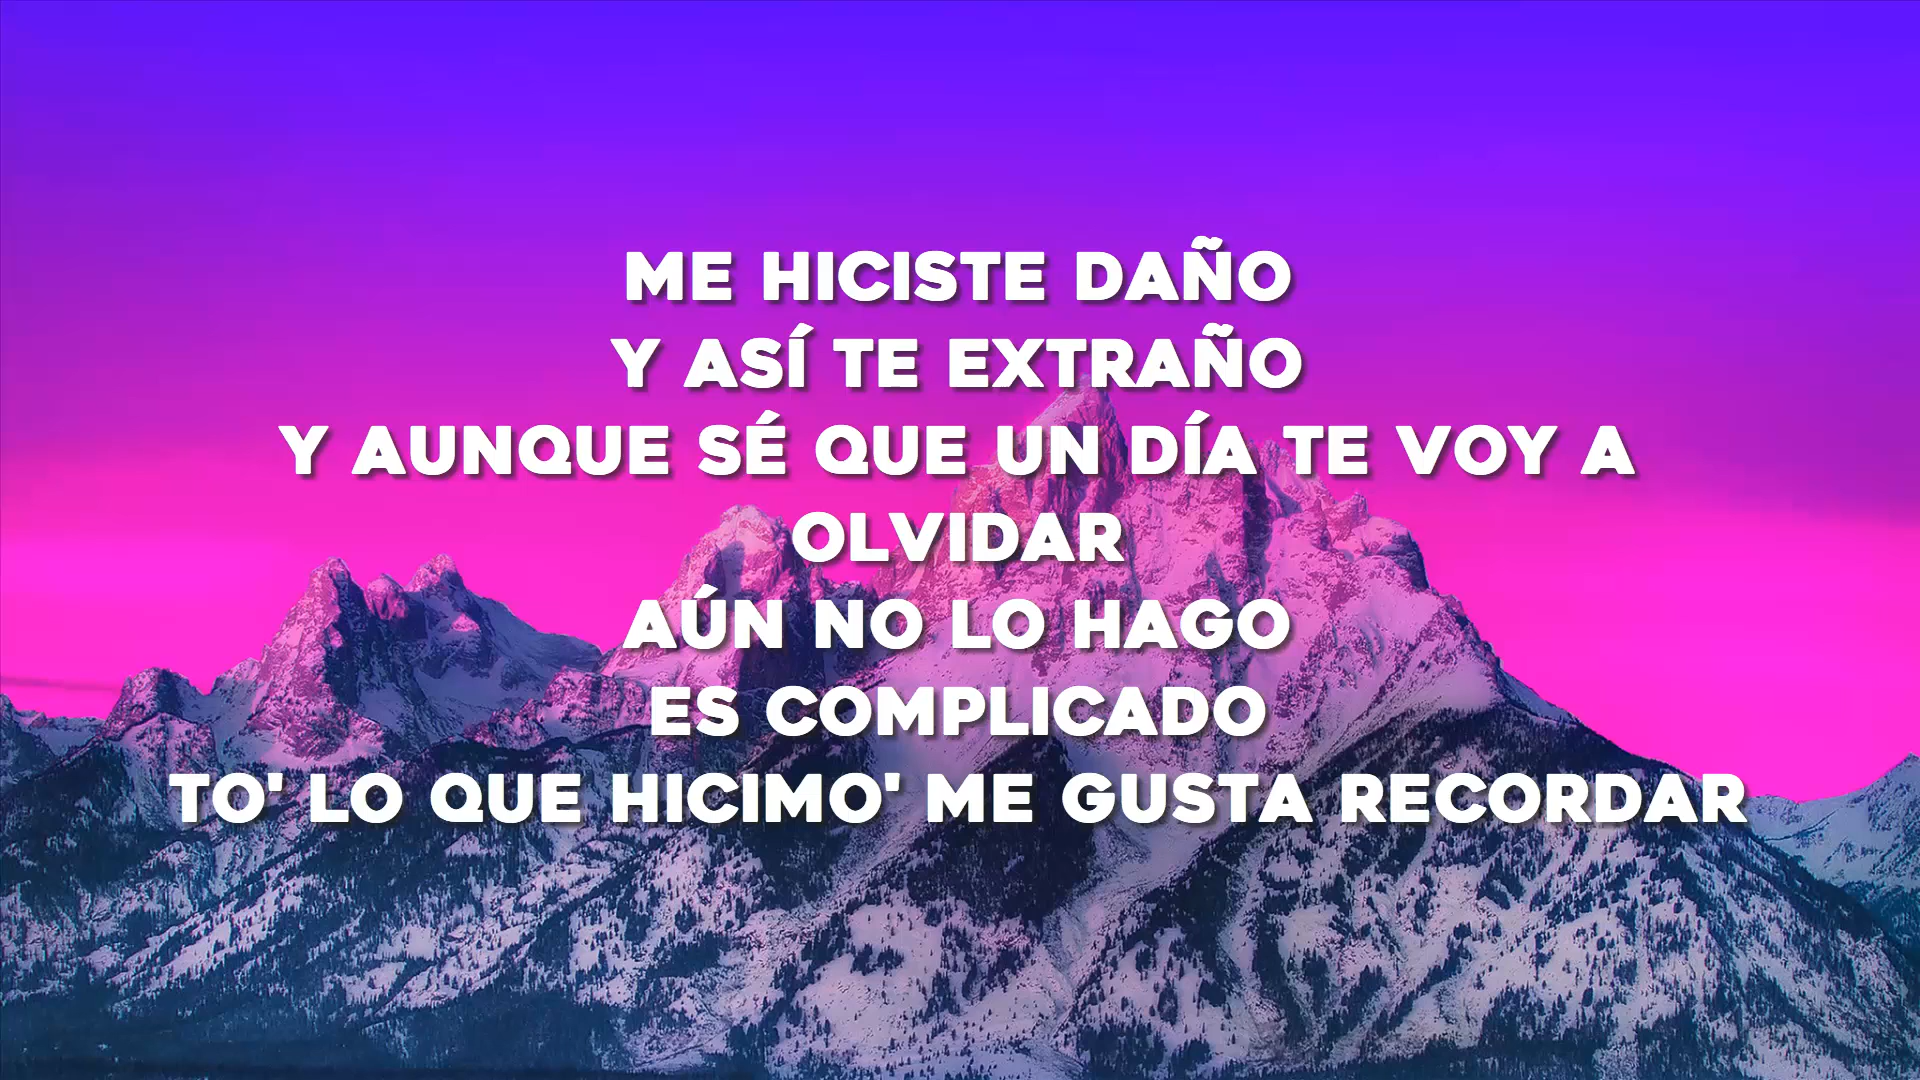 ME HICISTE DAÑO
Y ASÍ TE EXTRAÑO
Y AUNQUE SÉ QUE UN DÍA TE VOY A
OLVIDAR
AÚN NO LO HAGO
ES COMPLICADO
TO' LO QUE HICIMO' ME GUSTA RECORDAR